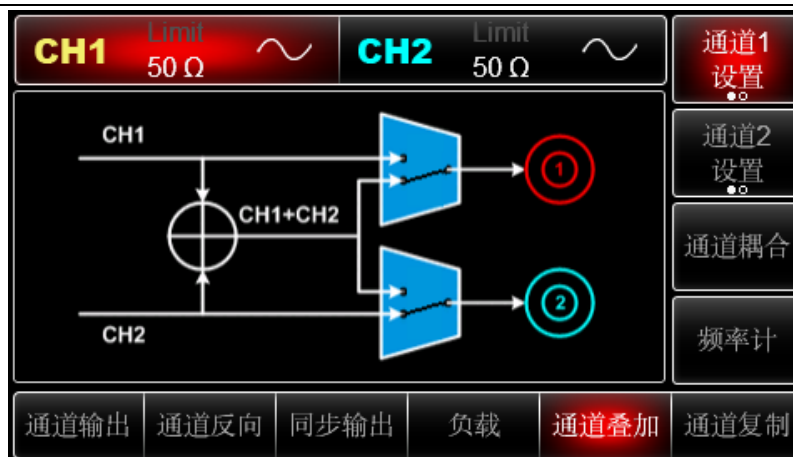 CH1 Limit 50 Ω
CH2 Limit 50 Ω
通道1
设置
通道2
设置
通道耦合
频率计
CH1
CH1+CH2
CH2
1
2
通道输出 通道反向 同步输出 负载 通道叠加 通道复制